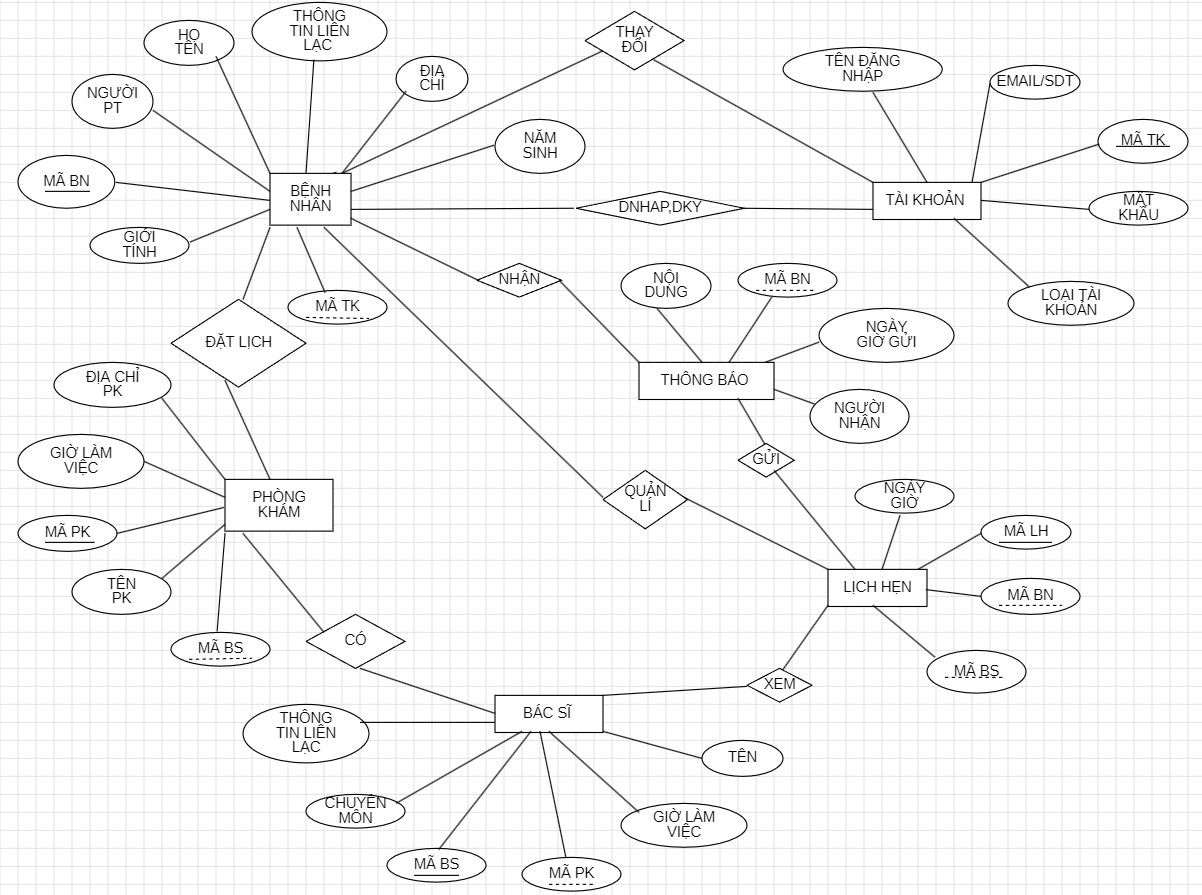 THÔNG
TIN LIÊN
LẠC
HỌ
TÊN
THAY
ĐỔI
ĐỊA
CHỈ
TÊN ĐĂNG
NHẬP
EMAIL/SDT
NGƯỜI
PT
NĂM
SINH
MÃ TK
MÃ BN
BỆNH
NHÂN
DNHAP,DKY
TÀI KHOẢN
MẬT
KHẨU
GIỚI
TÍNH
MÃ TK
NHẬN
NỘI
DUNG
MÃ BN
LOẠI TÀI
KHOẢN
ĐẶT LỊCH
NGÀY
GIỜ GỬI
THÔNG BÁO
ĐỊA CHỈ
PK
NGƯỜI
NHẬN
GIỜ LÀM
VIỆC
GỬI
PHÒNG
KHÁM
QUẢN
LÍ
NGÀY
GIỜ
MÃ PK
MÃ LH
TÊN
PK
LỊCH HẸN
MÃ BN
MÃ BS
CÓ
MÃ BS
XEM
BÁC SĨ
THÔNG
TIN LIÊN
LẠC
TÊN
CHUYÊN
MÔN
GIỜ LÀM
VIỆC
MÃ BS
MÃ PK